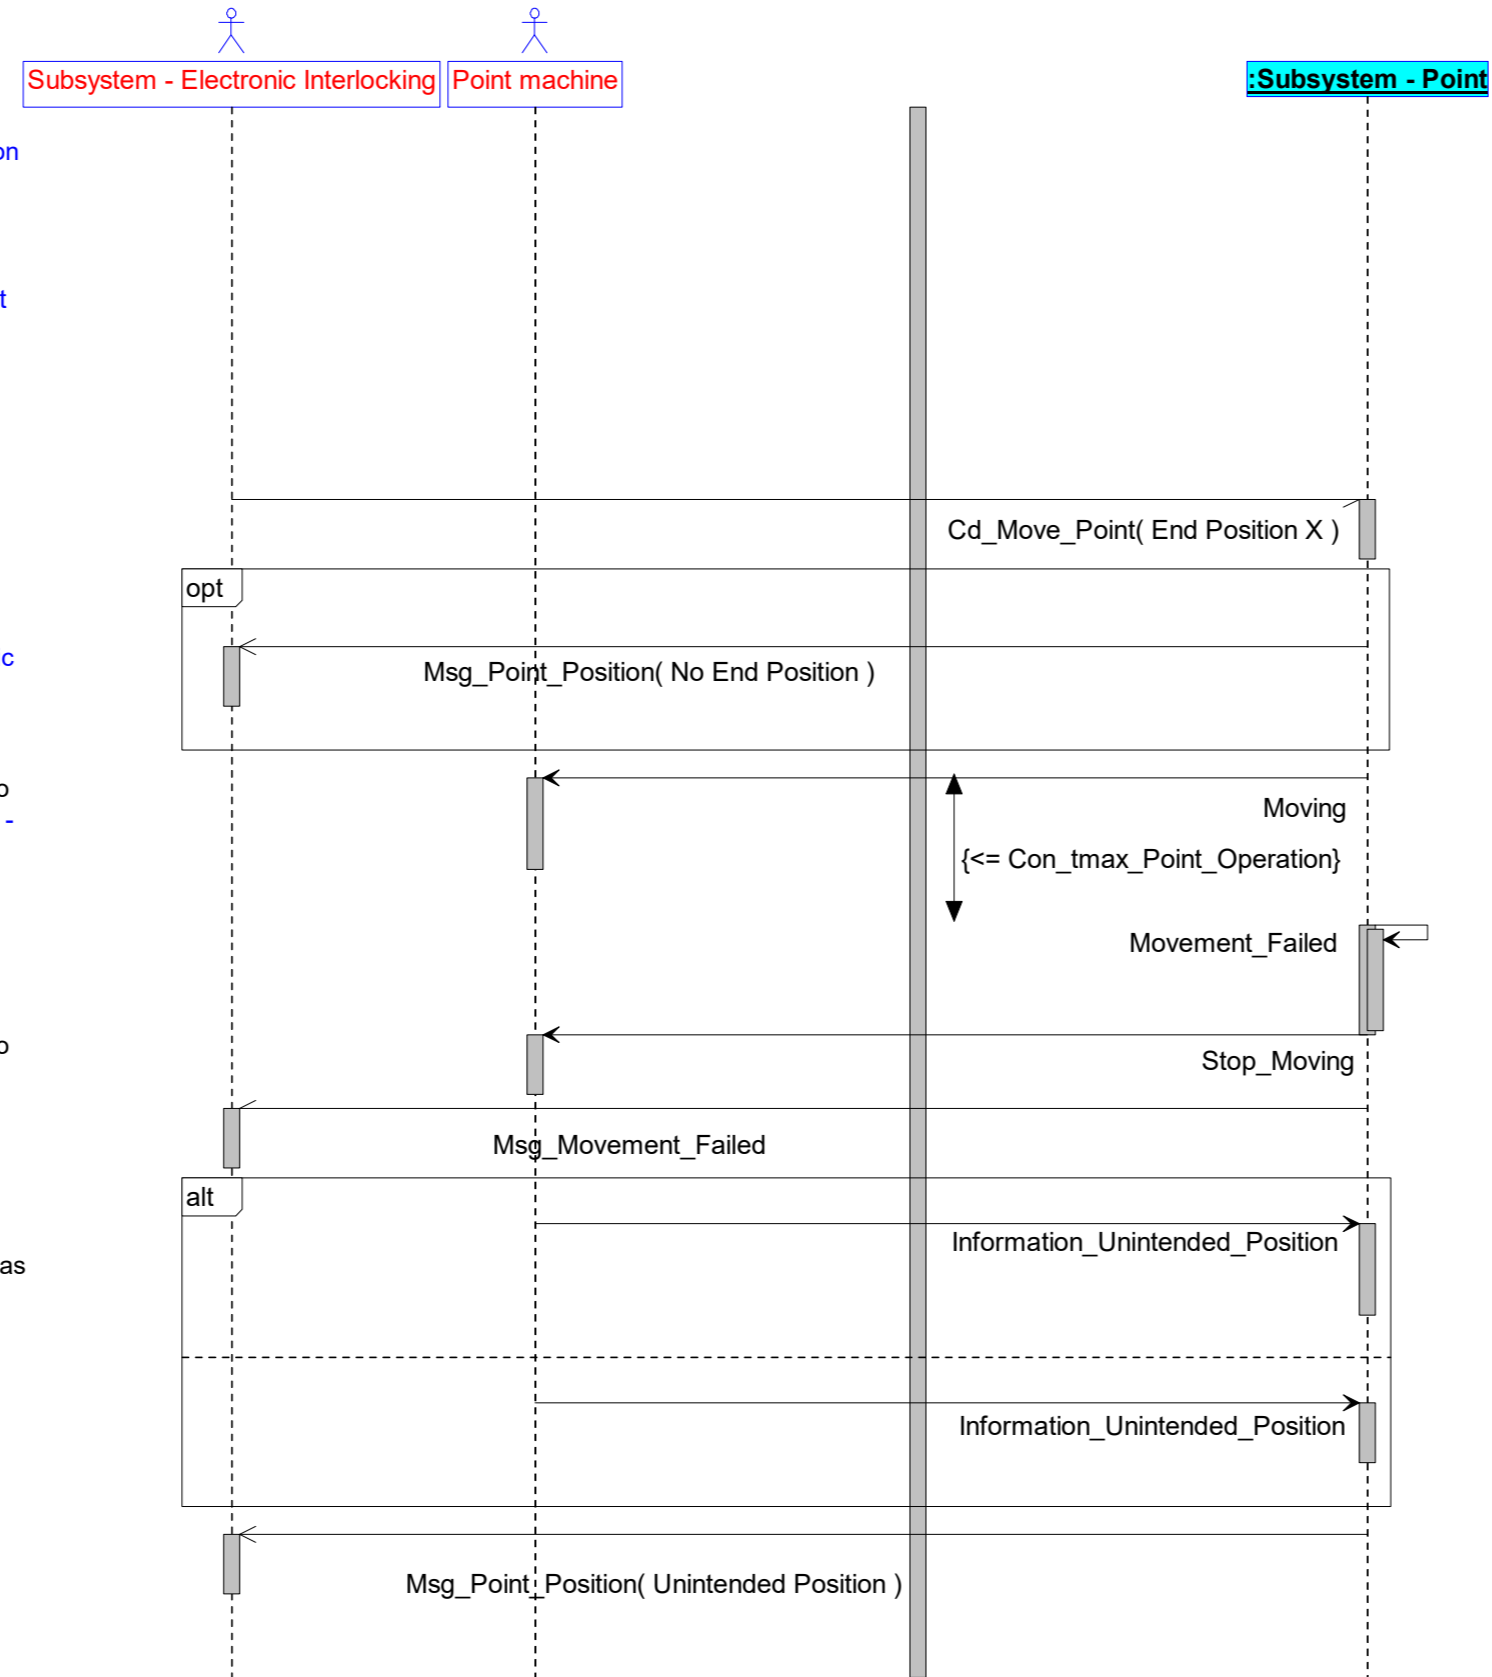 Subsystem - Electronic Interlocking
Point machine
:Subsystem - Point
on
t
Cd_Move_Point( End Position X )
opt
c
Msg_Point_Position( No End Position )
o
-
Moving
{<= Con_tmax_Point_Operation}
Movement_Failed
o
Stop_Moving
Msg_Movement_Failed
alt
Information_Unintended_Position
as
Information_Unintended_Position
Msg_Point_Position( Unintended Position )